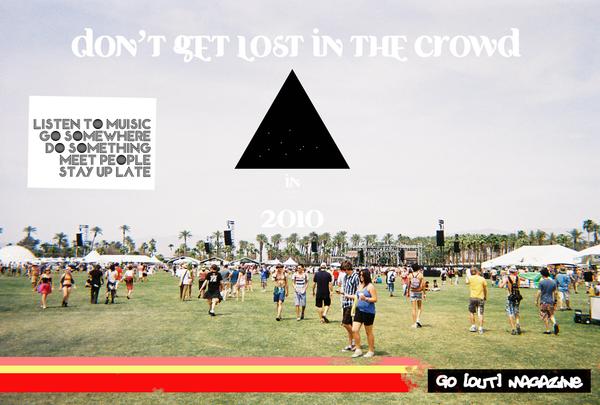 don't get lost in the crowd
LISTEN TO MUISIC
GO SOMEWHERE
DO SOMETHING
MEET PEOPLE
STAY UP LATE
in
2010
GO [OUT] MAGAZINE